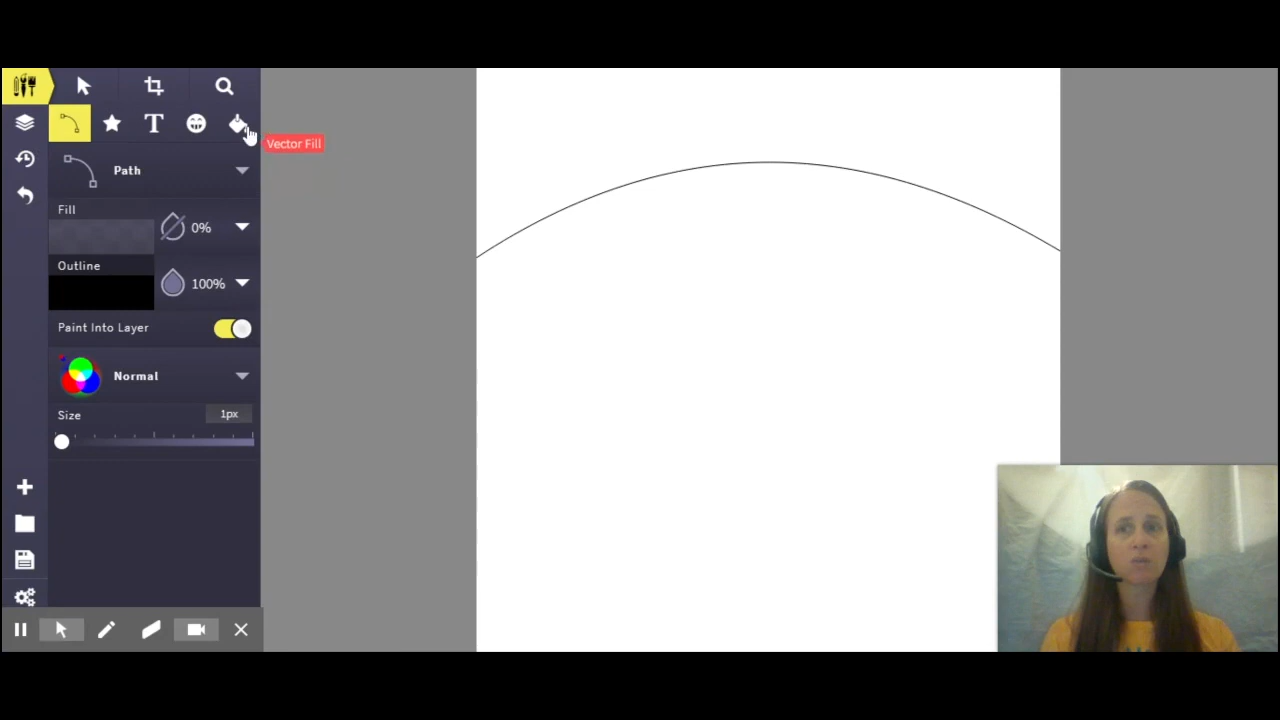 Vector Fill
Path
Fill
0%
Outline
100%
Paint Into Layer
Normal
Size
1px